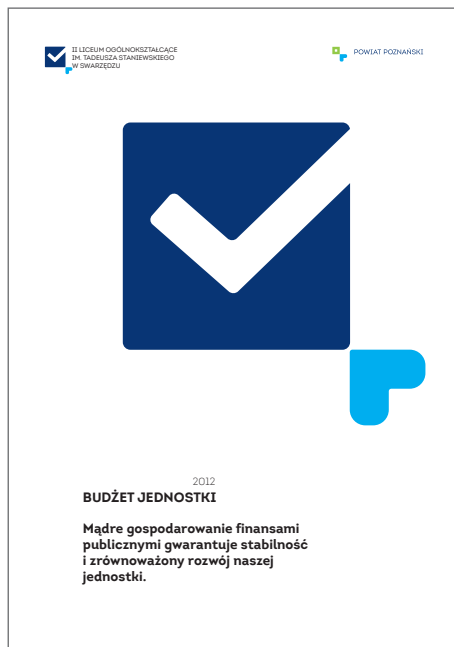 II LICEUM OGÓLNOKSZTAŁCĄCE
IM. TADEUSZA STANIEWSKIEGO
W SWARZĘDZU
POWIAT POZNAŃSKI
2012
BUDŻET JEDNOSTKI
Mądre gospodarowanie finansami
publicznymi gwarantuje stabilność
i zrównoważony rozwój naszej
jednostki.